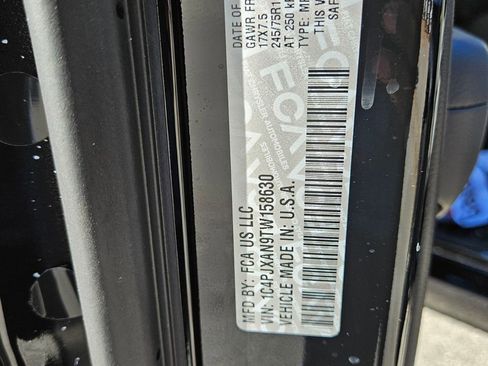 DATE OF
GAWR FR
17X7.5
245/75R1
AT 250 k
TYPE: M
THIS V
SAF
MFD BY: FCA US LLC
VIN: 1C4PJXAN9TW158630
VEHICLE MADE IN: U.S.A.
FCA